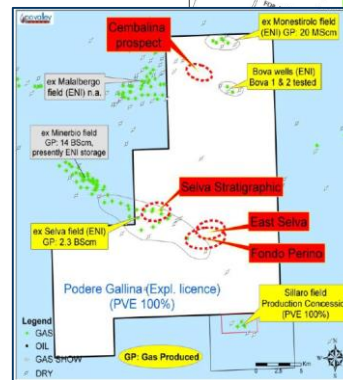 Po Valley
Cembalina
prospect
ex Monestirolo (ENI)
field GP: 20 MScm
Bova wells (ENI)
Bova 1 & 2 tested
ex Malalbergo
field (ENI) n.a.
ex Minerbio field
GP: 14 BScm,
presently ENI storage
Selva Stratigraphic
ex Selva field (ENI)
GP: 2.3 BScm
East Selva
Fondo Perino
Podere Gallina (Expl. licence)
(PVE 100%)
Sillaro field
Production Concession
(PVE 100%)
Legend
GAS
OIL
GAS SHOW
DRY
GP: Gas Produced